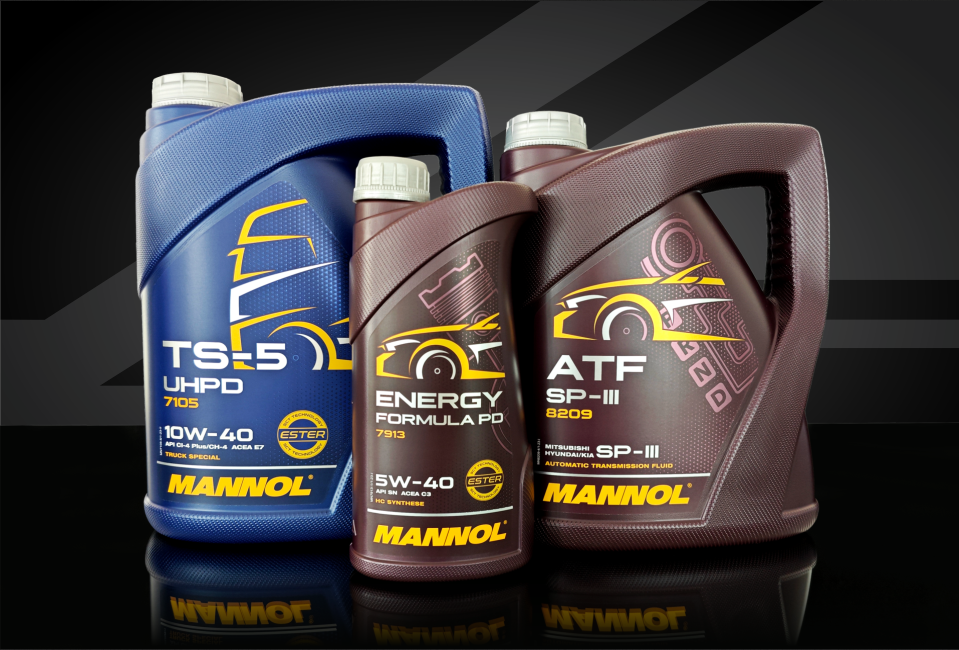 TS-5
UHPD
7105
10W-40
API CI-4 Plus/CH-4 ACEA E7
TRUCK SPECIAL
ESTER
MANNOL®
ENERGY
FORMULA PD
7913
5W-40
API SN ACEA C3
HC SYNTHESE
ESTER
MANNOL®
ATF
SP-III
8209
MITSUBISHI
HYUNDAI/KIA SP-III
AUTOMATIC TRANSMISSION FLUID
MANNOL®